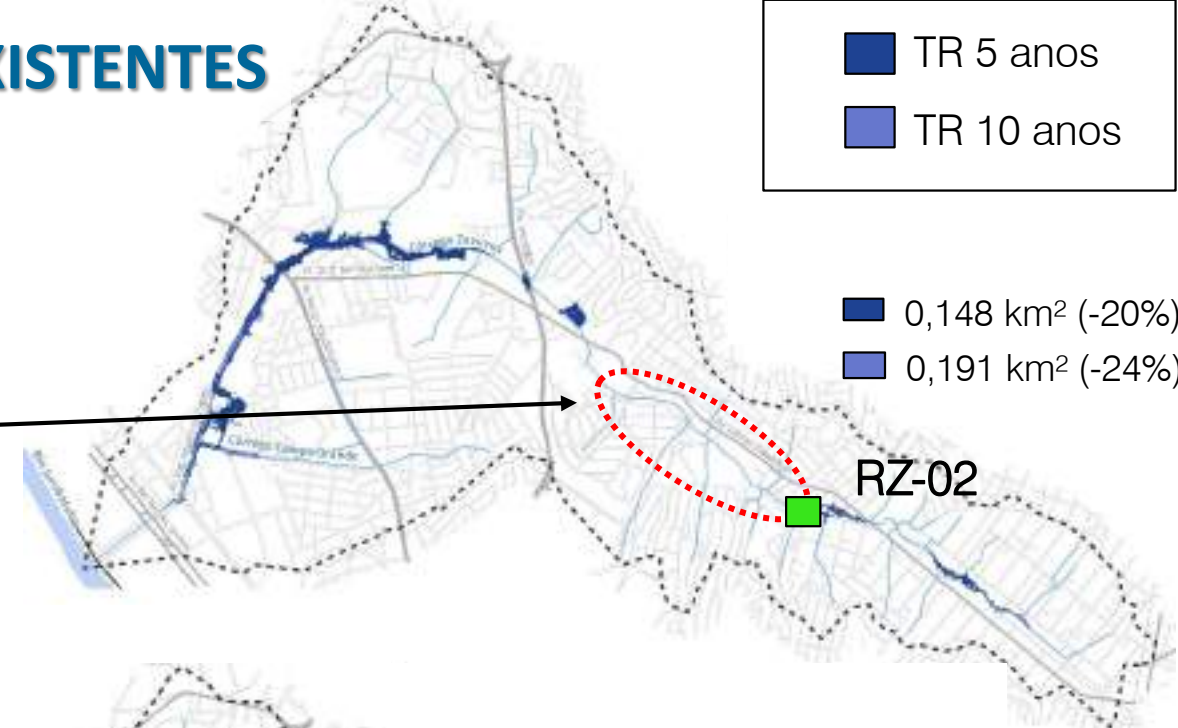 XISTENTES
TR 5 anos
TR 10 anos
0,148 km² (-20%)
0,191 km² (-24%)
RZ-02